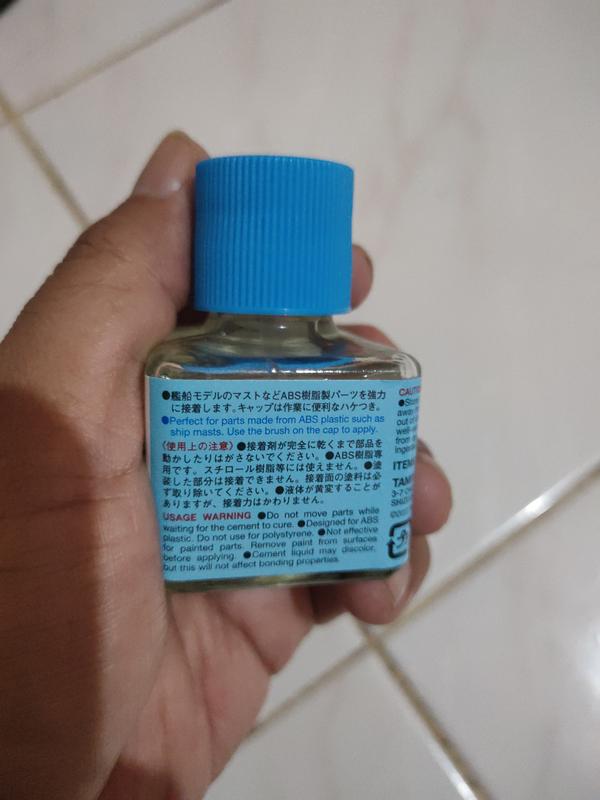 ●艦船モデルのマストなどABS樹脂製パーツを強力
に接着します。キャップは作業に便利なハケつき。
●Perfect for parts made from ABS plastic such as
ship masts. Use the brush on the cap to apply.
〈使用上の注意〉●接着剤が完全に乾くまで部品を
動かしたりはがさないでください。●ABS樹脂専
用です。スチロール樹脂等には使えません。●塗
装した部分は接着できません。接着面の塗料は必
ず取り除いてください。●液体が黄変することが
ありますが、接着力はかわりません。
USAGE WARNING ●Do not move parts while
waiting for the cement to cure. ●Designed for ABS
plastic. Do not use for polystyrene. ●Not effective
for painted parts. Remove paint from surfaces
before applying. ●Cement liquid may discolor,
but this will not affect bonding properties.
CAUTIO
●Store
away
out o
well-
from
inge
ITEM
TAM
3-7